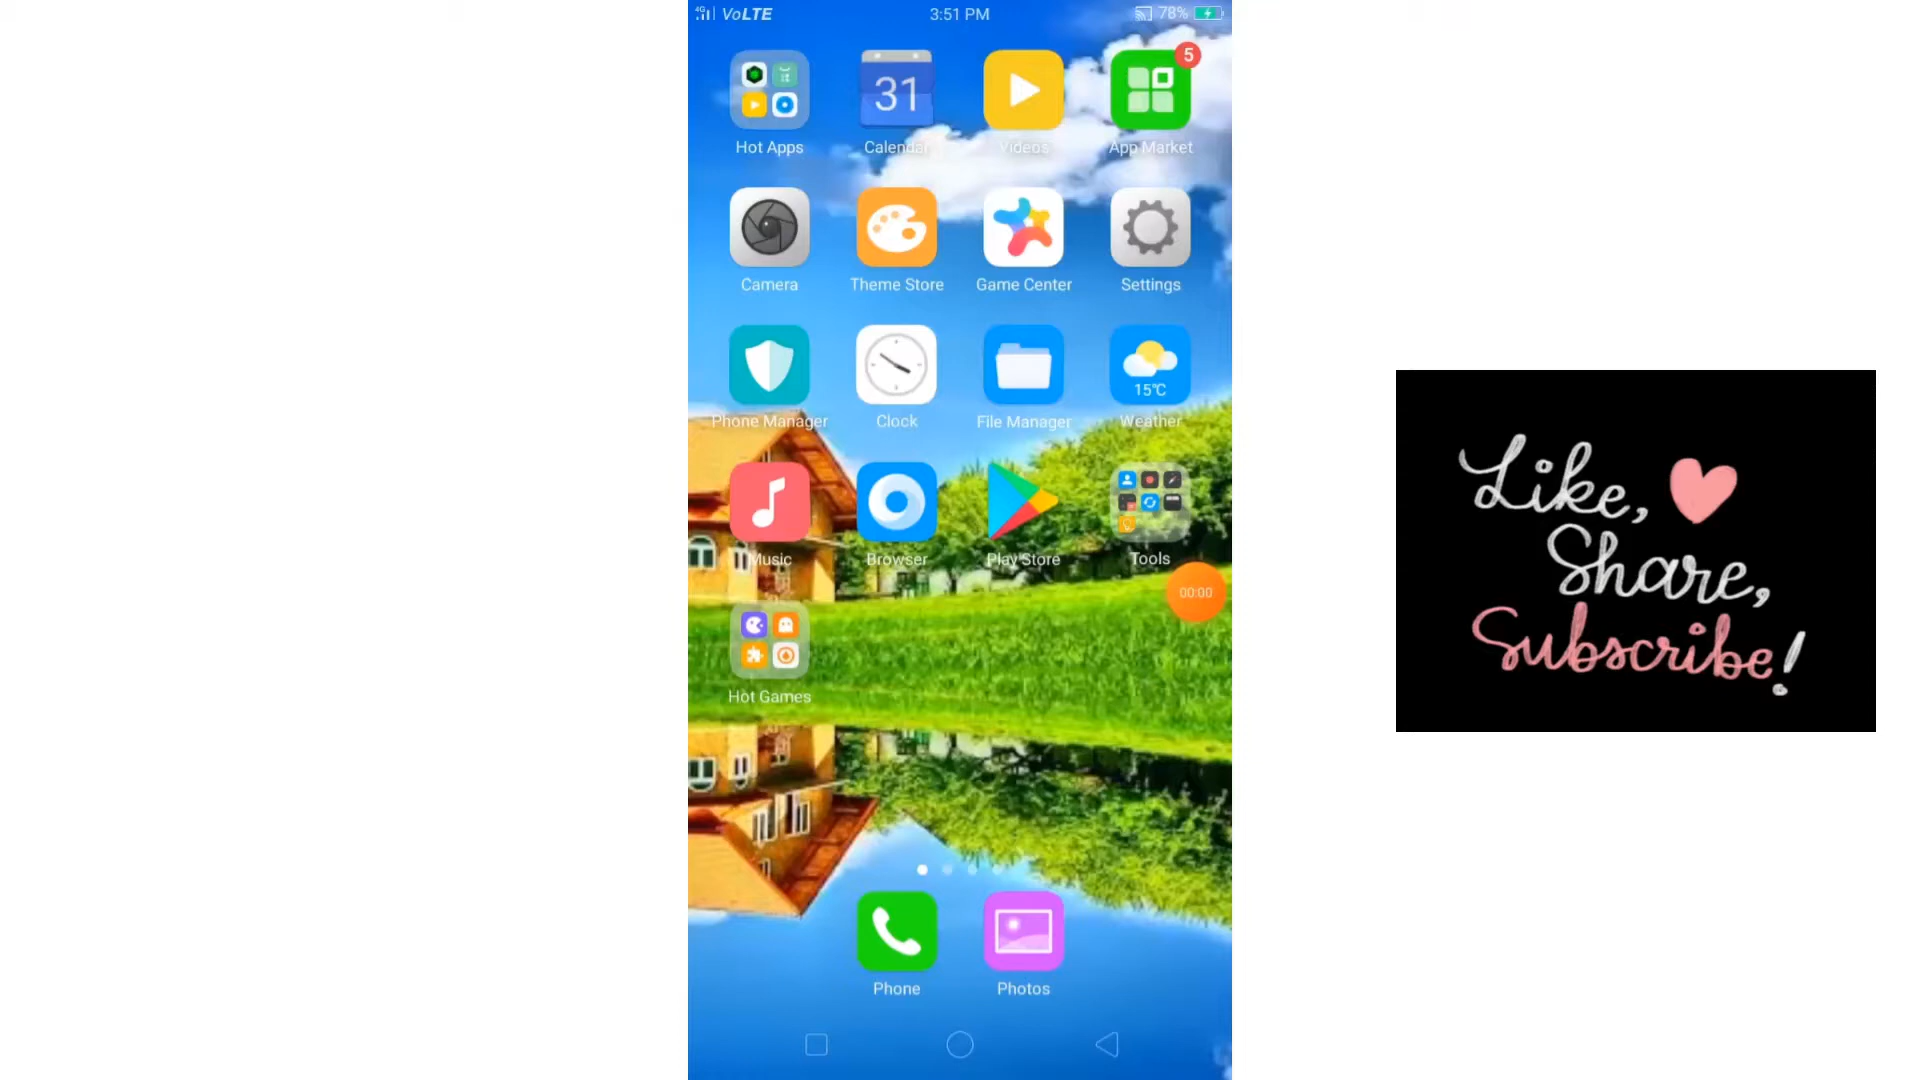 4G VoLTE 3:51 PM 78%
31 5
Hot Apps Calendar Videos App Market
Camera Theme Store Game Center Settings
15°C
Phone Manager Clock File Manager Weather
Music Browser Play Store Tools
00:00
Hot Games
Phone Photos
Like,
Share,
Subscribe!